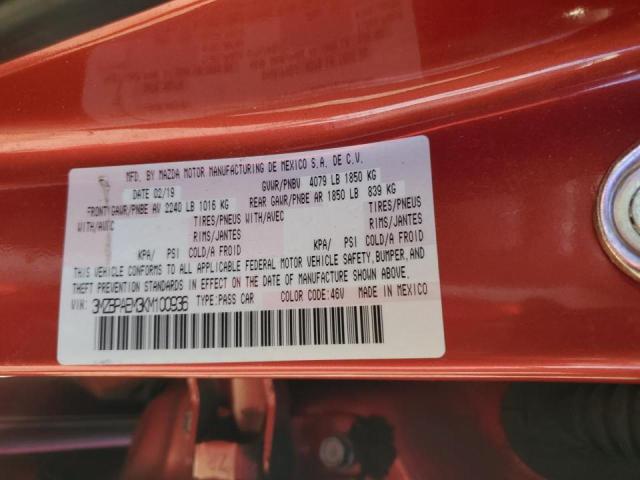 MFD. BY MAZDA MOTOR MANUFACTURING DE MEXICO S.A. DE C.V.
DATE 02/19 GVWR/PNBV 4079 LB 1850 KG
FRONT GAWR/PNBE AV 2240 LB 1016 KG REAR GAWR/PNBE AR 1850 LB 839 KG
WITH/AVEC TIRES/PNEUS WITH/AVEC TIRES/PNEUS
RIMS/JANTES RIMS/JANTES
KPA/ PSI COLD/A FROID KPA/ PSI COLD/A FROID
THIS VEHICLE CONFORMS TO ALL APPLICABLE FEDERAL MOTOR VEHICLE SAFETY, BUMPER, AND
THEFT PREVENTION STANDARDS IN EFFECT ON THE DATE OF MANUFACTURE SHOWN ABOVE.
VIN: 3MZBPAEM3KM100936 TYPE:PASS CAR COLOR CODE:46V MADE IN MEXICO